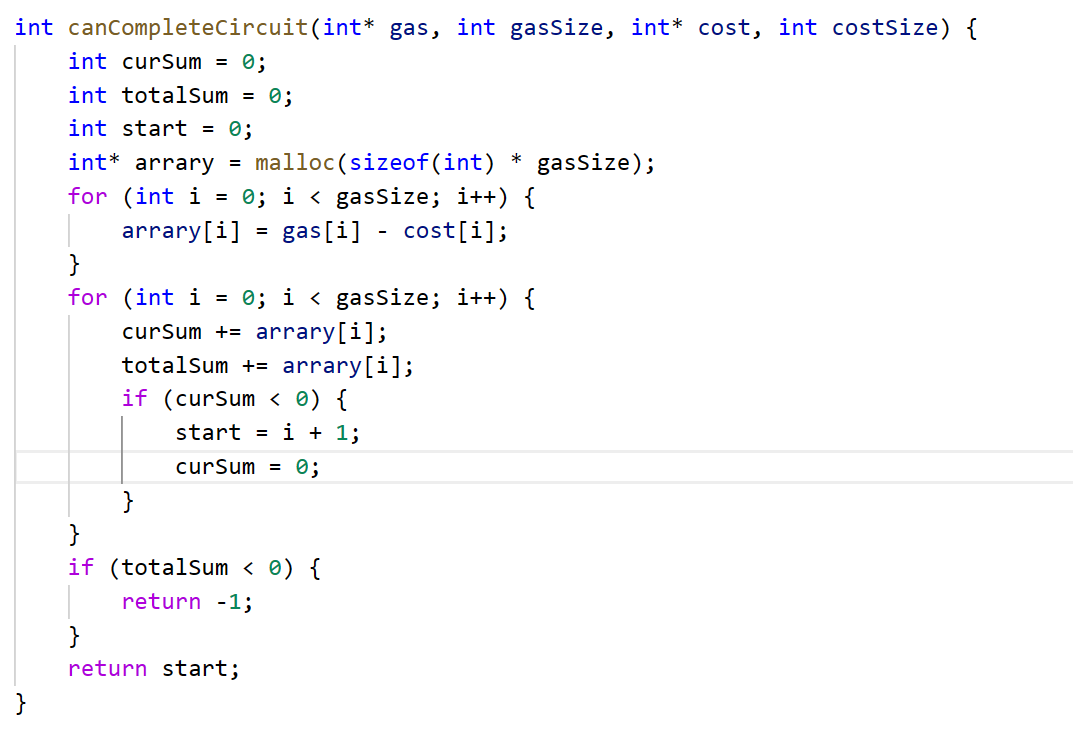 int canCompleteCircuit(int* gas, int gasSize, int* cost, int costSize) {
    int curSum = 0;
    int totalSum = 0;
    int start = 0;
    int* arrary = malloc(sizeof(int) * gasSize);
    for (int i = 0; i < gasSize; i++) {
        arrary[i] = gas[i] - cost[i];
    }
    for (int i = 0; i < gasSize; i++) {
        curSum += arrary[i];
        totalSum += arrary[i];
        if (curSum < 0) {
            start = i + 1;
            curSum = 0;
        }
    }
    if (totalSum < 0) {
        return -1;
    }
    return start;
}